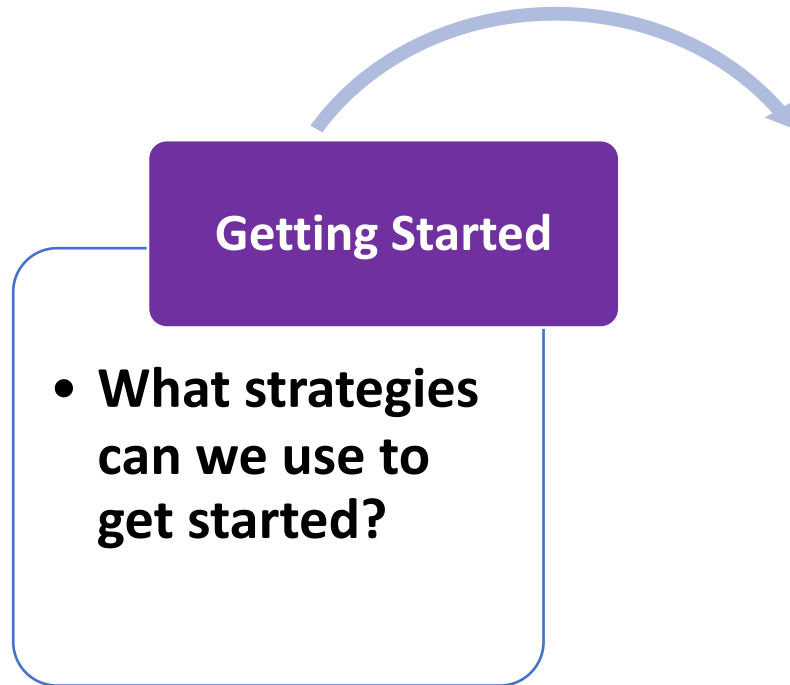 Getting Started
• What strategies
can we use to
get started?